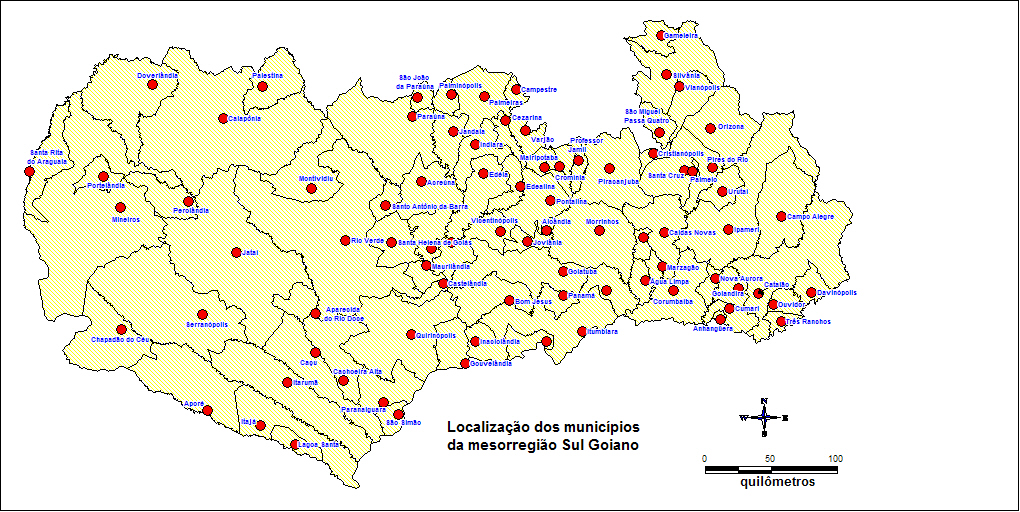 Gameleira
Silvânia
Vianópolis
Doverlândia
Palestina
São João
da Paraúna
Palminópolis
Campestre
Palmeiras
Caiapônia
Paraúna
Cezarina
São Miguel
Passa Quatro
Orizona
Jandaia
Varjão
Indiara
Professor
Jamil
Santa Rita
do Araguaia
Mairipotaba
Cristianópolis
Cromínia
Piracanjuba
Pires do Rio
Santa Cruz
Palmelo
Portelândia
Montividiu
Acreúna
Edéia
Edealina
Urutaí
Perolândia
Mineiros
Santo Antônio da Barra
Pontalina
Vicentinópolis
Aloândia
Morrinhos
Campo Alegre
Caldas Novas
Ipameri
Rio Verde
Santa Helena de Goiás
Joviânia
Jataí
Maurilândia
Goiatuba
Marzagão
Castelândia
Água Limpa
Nova Aurora
Catalão
Corumbaíba
Goiandira
Davinópolis
Panamá
Bom Jesus
Ouvidor
Cumari
Aparecida
do Rio Doce
Serranópolis
Três Ranchos
Anhangüera
Itumbiara
Chapadão do Céu
Quirinópolis
Inaciolândia
Caçu
Gouvelândia
Cachoeira Alta
Itarumã
Aporé
Paranaiguara
São Simão
Itajá
Lagoa Santa
Localização dos municípios
da mesorregião Sul Goiano
N
W E
S
0 50 100
quilômetros